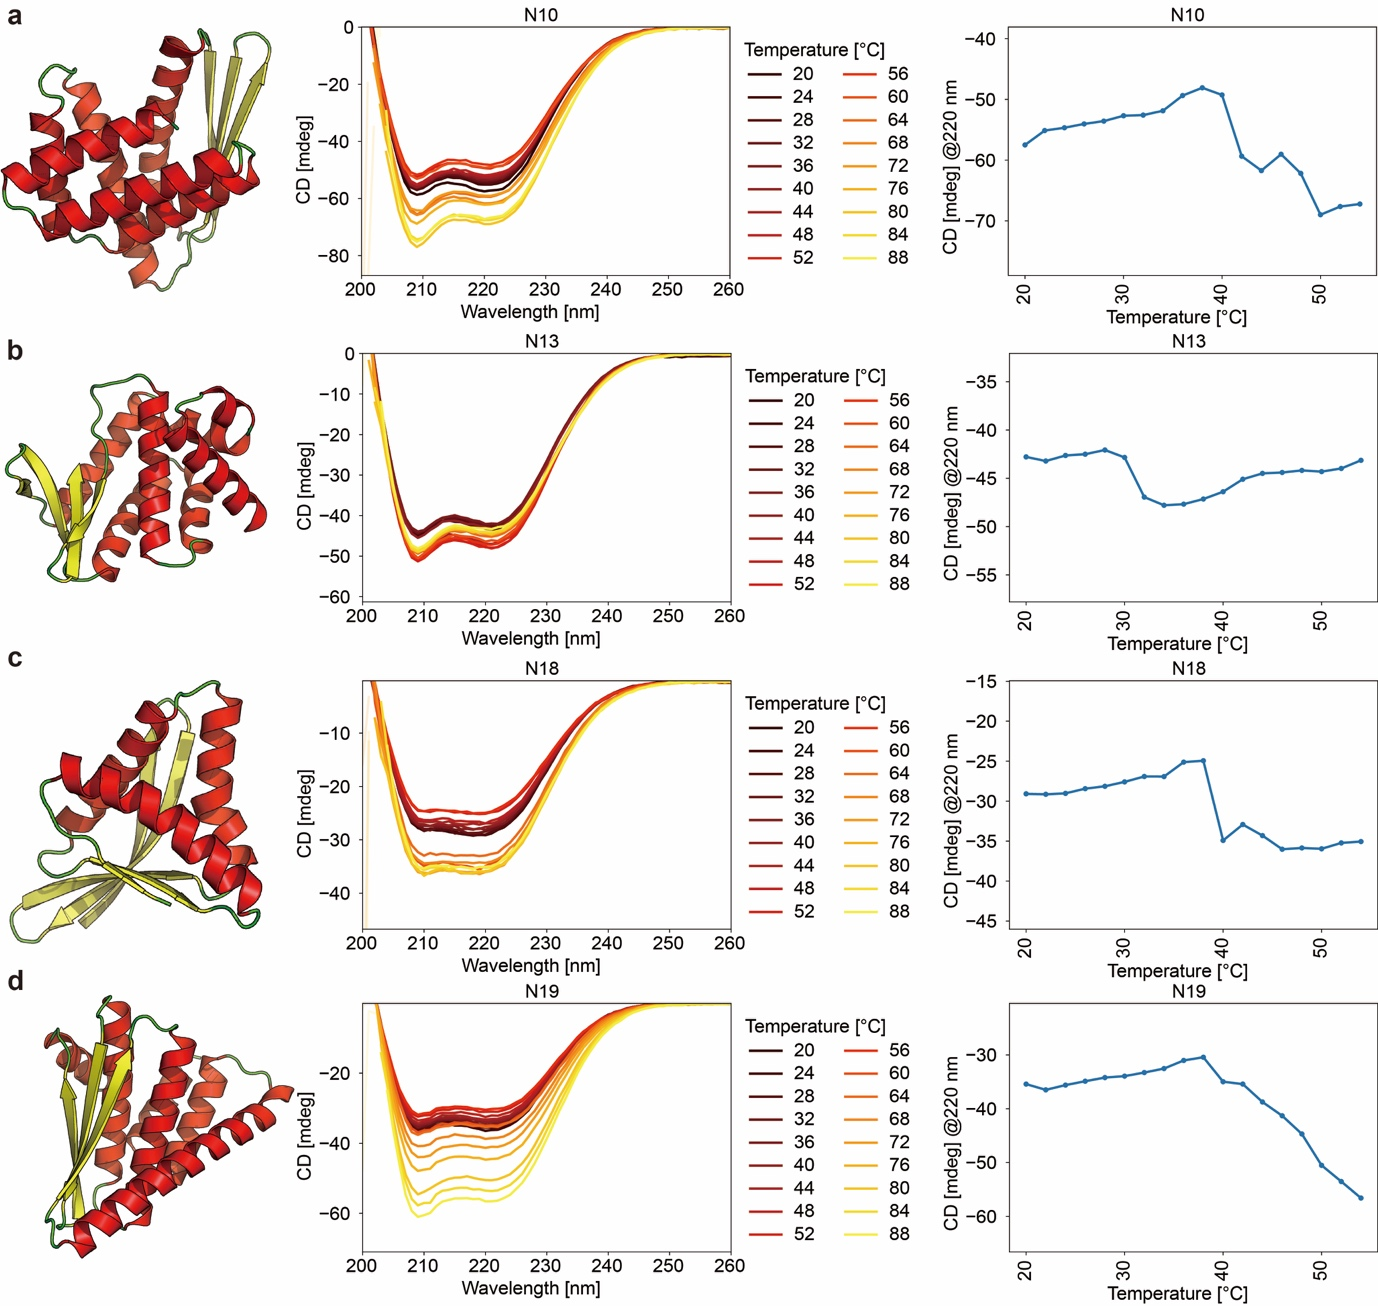 a
N10
0
−20
−40
−60
−80
CD [mdeg]
200 210 220 230 240 250 260
Wavelength [nm]
Temperature [°C]
20 56
24 60
28 64
32 68
36 72
40 76
44 80
48 84
52 88
N10
−40
−50
−60
−70
CD [mdeg] @220 nm
20 30 40 50
Temperature [°C]
b
N13
0
−10
−20
−30
−40
−50
−60
CD [mdeg]
200 210 220 230 240 250 260
Wavelength [nm]
Temperature [°C]
20 56
24 60
28 64
32 68
36 72
40 76
44 80
48 84
52 88
N13
−35
−40
−45
−50
−55
CD [mdeg] @220 nm
20 30 40 50
Temperature [°C]
c
N18
−10
−20
−30
−40
CD [mdeg]
200 210 220 230 240 250 260
Wavelength [nm]
Temperature [°C]
20 56
24 60
28 64
32 68
36 72
40 76
44 80
48 84
52 88
N18
−15
−20
−25
−30
−35
−40
−45
CD [mdeg] @220 nm
20 30 40 50
Temperature [°C]
d
N19
−20
−40
−60
CD [mdeg]
200 210 220 230 240 250 260
Wavelength [nm]
Temperature [°C]
20 56
24 60
28 64
32 68
36 72
40 76
44 80
48 84
52 88
N19
−30
−40
−50
−60
CD [mdeg] @220 nm
20 30 40 50
Temperature [°C]